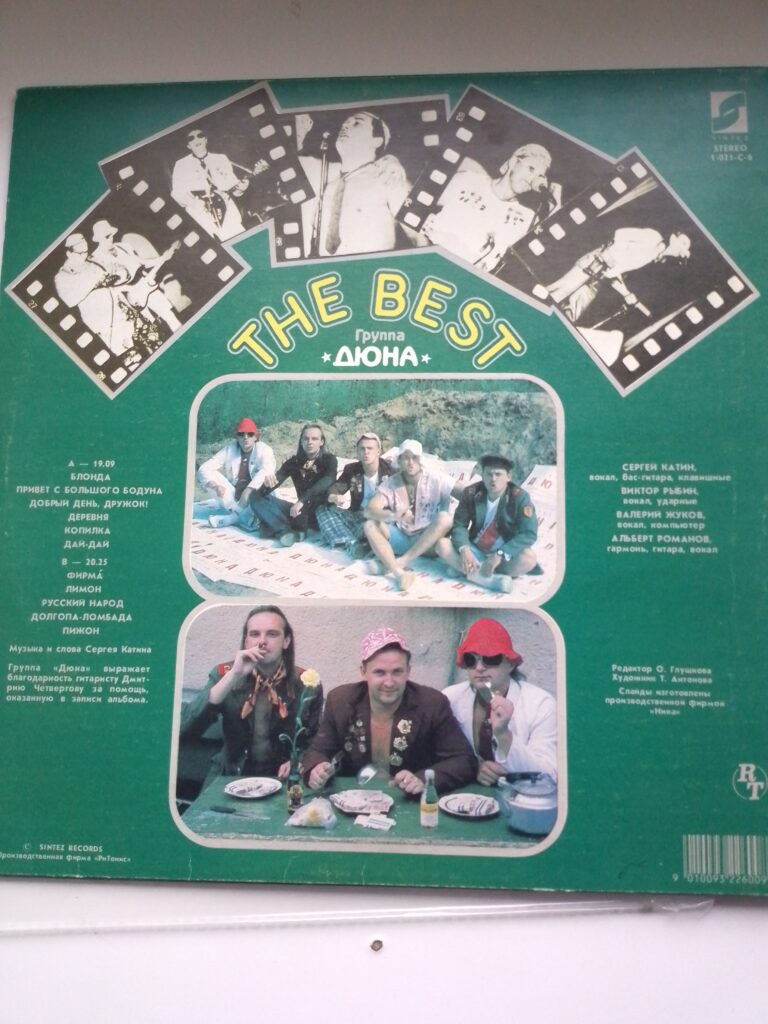 SINTEZ
STEREO
1-021-C-6
THE BEST
Группа
ДЮНА
А — 19.09
БЛОНДА
ПРИВЕТ С БОЛЬШОГО БОДУНА
ДОБРЫЙ ДЕНЬ, ДРУЖОК!
ДЕРЕВНЯ
КОПИЛКА
ДАЙ-ДАЙ
В — 20.25
ФИРМА́
ЛИМОН
РУССКИЙ НАРОД
ДОЛГОПА-ЛОМБАДА
ПИЖОН
Музыка и слова Сергея Катина
Группа «Дюна» выражает
благодарность гитаристу Дмит-
рию Четвергову за помощь,
оказанную в записи альбома.
СЕРГЕЙ КАТИН,
вокал, бас-гитара, клавишные
ВИКТОР РЫБИН,
вокал, ударные
ВАЛЕРИЙ ЖУКОВ,
вокал, компьютер
АЛЬБЕРТ РОМАНОВ,
гармонь, гитара, вокал
Редактор О. Глушкова
Художник Т. Антонова
Слайды изготовлены
производственной фирмой
«Ника»
RT
© SINTEZ RECORDS
Производственная фирма «РиТонис»
9 010093 226009